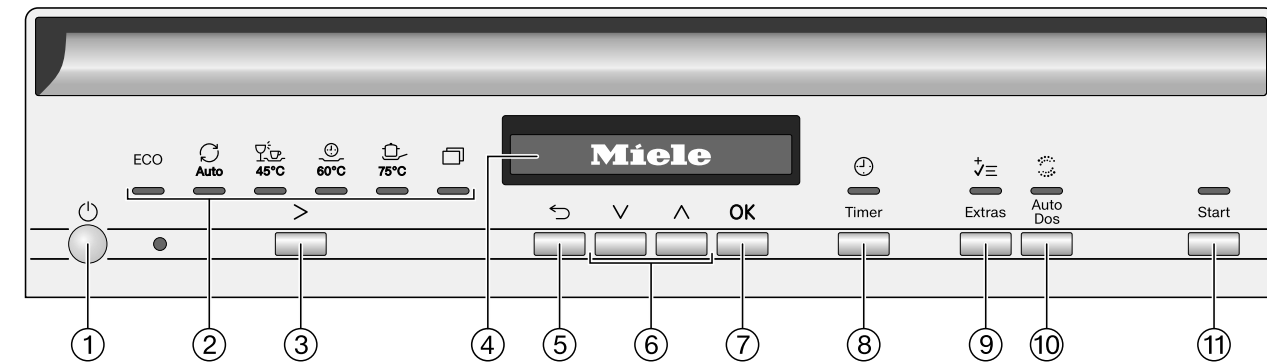 Miele
ECO
Auto
45°C
60°C
75°C
>
OK
Timer
Extras
Auto
Dos
Start
1
2
3
4
5
6
7
8
9
10
11